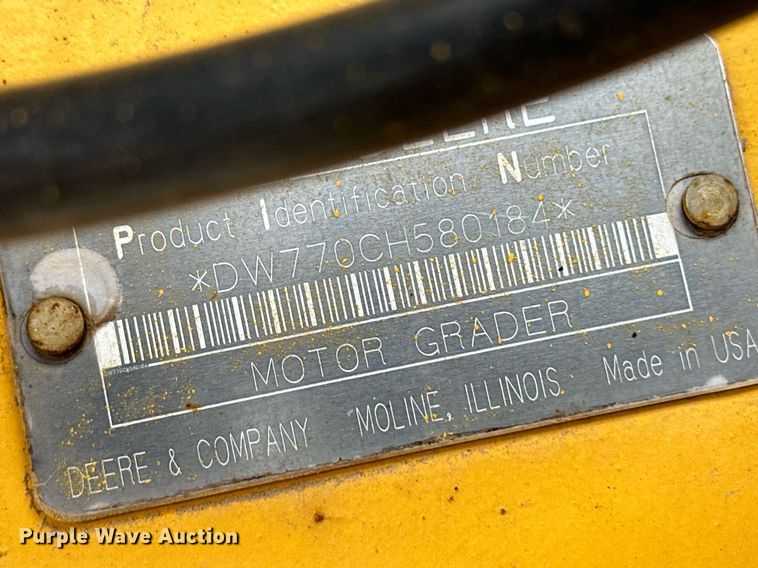 Product Identification Number
*DW770CH580184*
MOTOR GRADER
DEERE & COMPANY MOLINE, ILLINOIS Made in USA
Purple Wave Auction